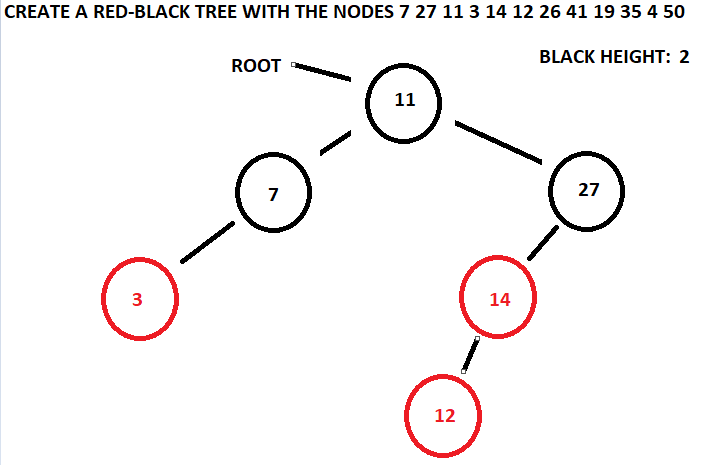 CREATE A RED-BLACK TREE WITH THE NODES 7 27 11 3 14 12 26 41 19 35 4 50
BLACK HEIGHT: 2
ROOT
11
7
27
3
14
12